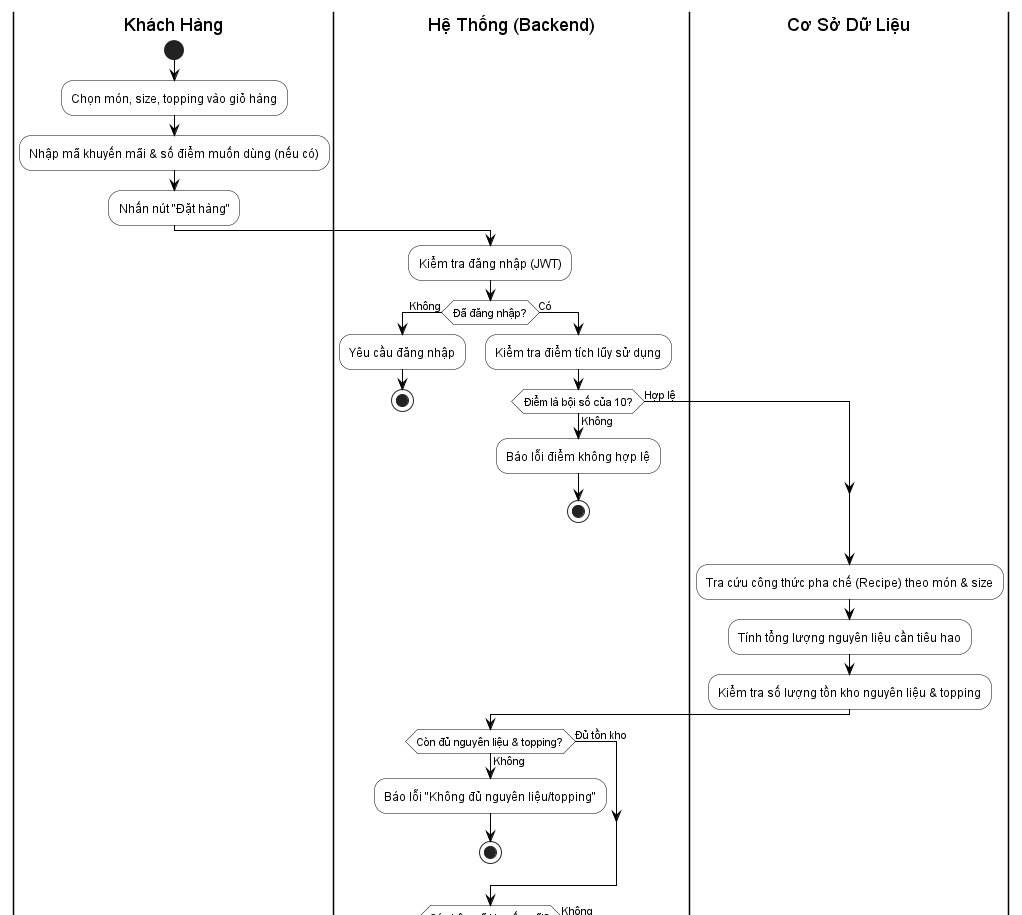 Khách Hàng
Hệ Thống (Backend)
Cơ Sở Dữ Liệu
Chọn món, size, topping vào giỏ hàng
Nhập mã khuyến mãi & số điểm muốn dùng (nếu có)
Nhấn nút "Đặt hàng"
Kiểm tra đăng nhập (JWT)
Không
Đã đăng nhập?
Có
Yêu cầu đăng nhập
Kiểm tra điểm tích lũy sử dụng
Điểm là bội số của 10?
Hợp lệ
Không
Báo lỗi điểm không hợp lệ
Tra cứu công thức pha chế (Recipe) theo món & size
Tính tổng lượng nguyên liệu cần tiêu hao
Kiểm tra số lượng tồn kho nguyên liệu & topping
Còn đủ nguyên liệu & topping?
Đủ tồn kho
Không
Báo lỗi "Không đủ nguyên liệu/topping"
Không